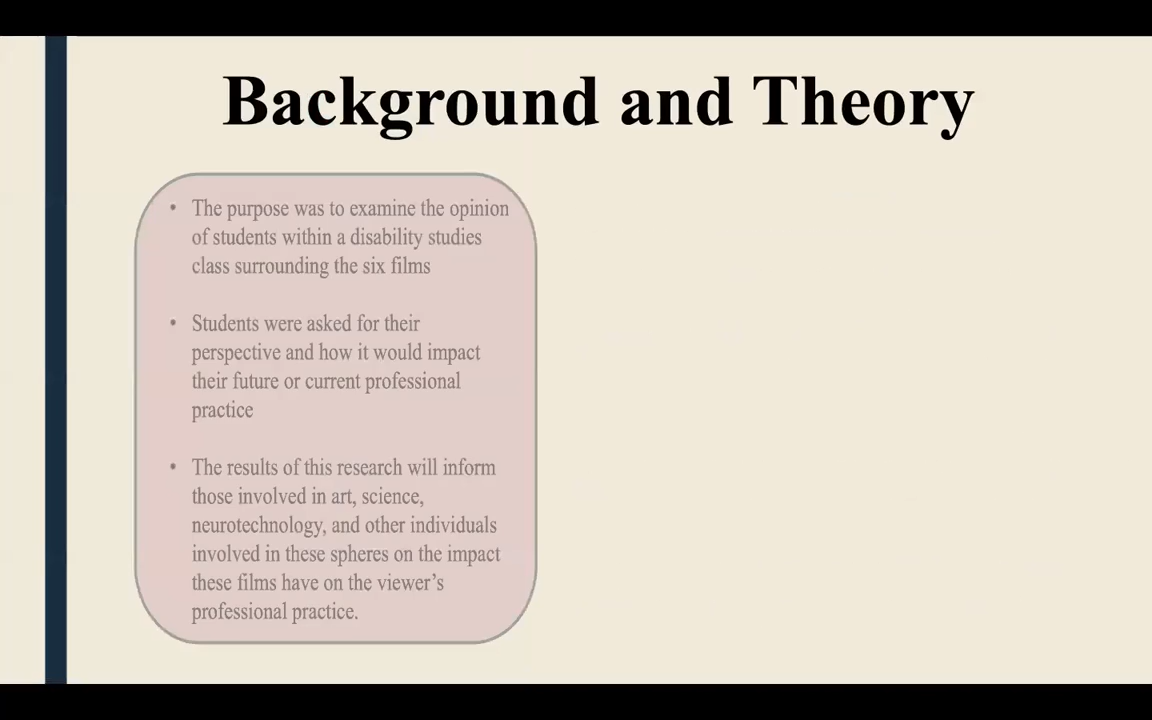 Background and Theory
• The purpose was to examine the opinion
of students within a disability studies
class surrounding the six films
• Students were asked for their
perspective and how it would impact
their future or current professional
practice
• The results of this research will inform
those involved in art, science,
neurotechnology, and other individuals
involved in these spheres on the impact
these films have on the viewer’s
professional practice.